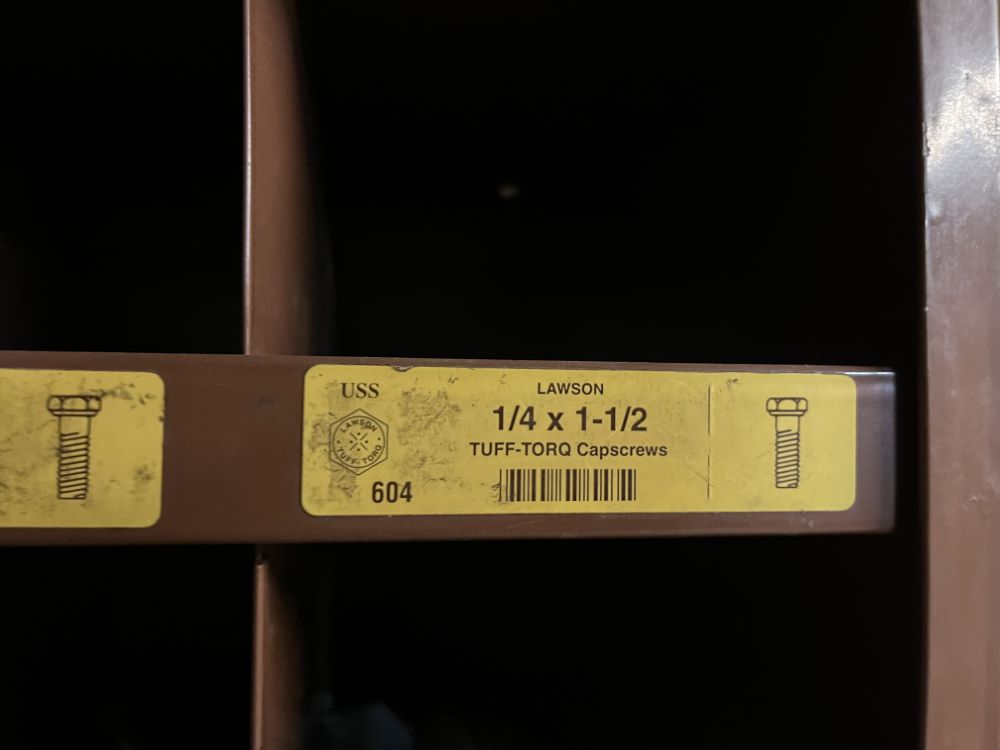 USS
LAWSON
1/4 x 1-1/2
TUFF-TORQ Capscrews
LAWSON
TUFF-TORQ
604